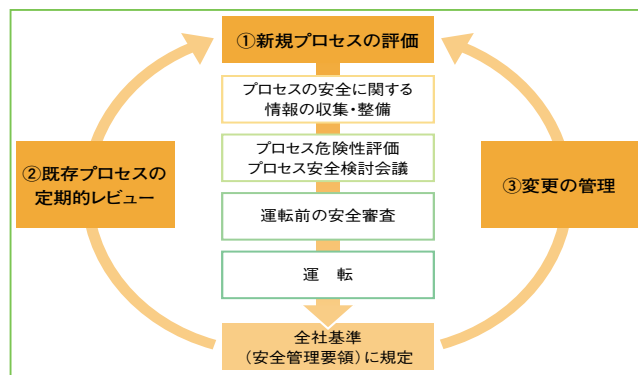 ①新規プロセスの評価
プロセスの安全に関する
情報の収集・整備
プロセス危険性評価
プロセス安全検討会議
②既存プロセスの
定期的レビュー
③変更の管理
運転前の安全審査
運　転
全社基準
（安全管理要領）に規定